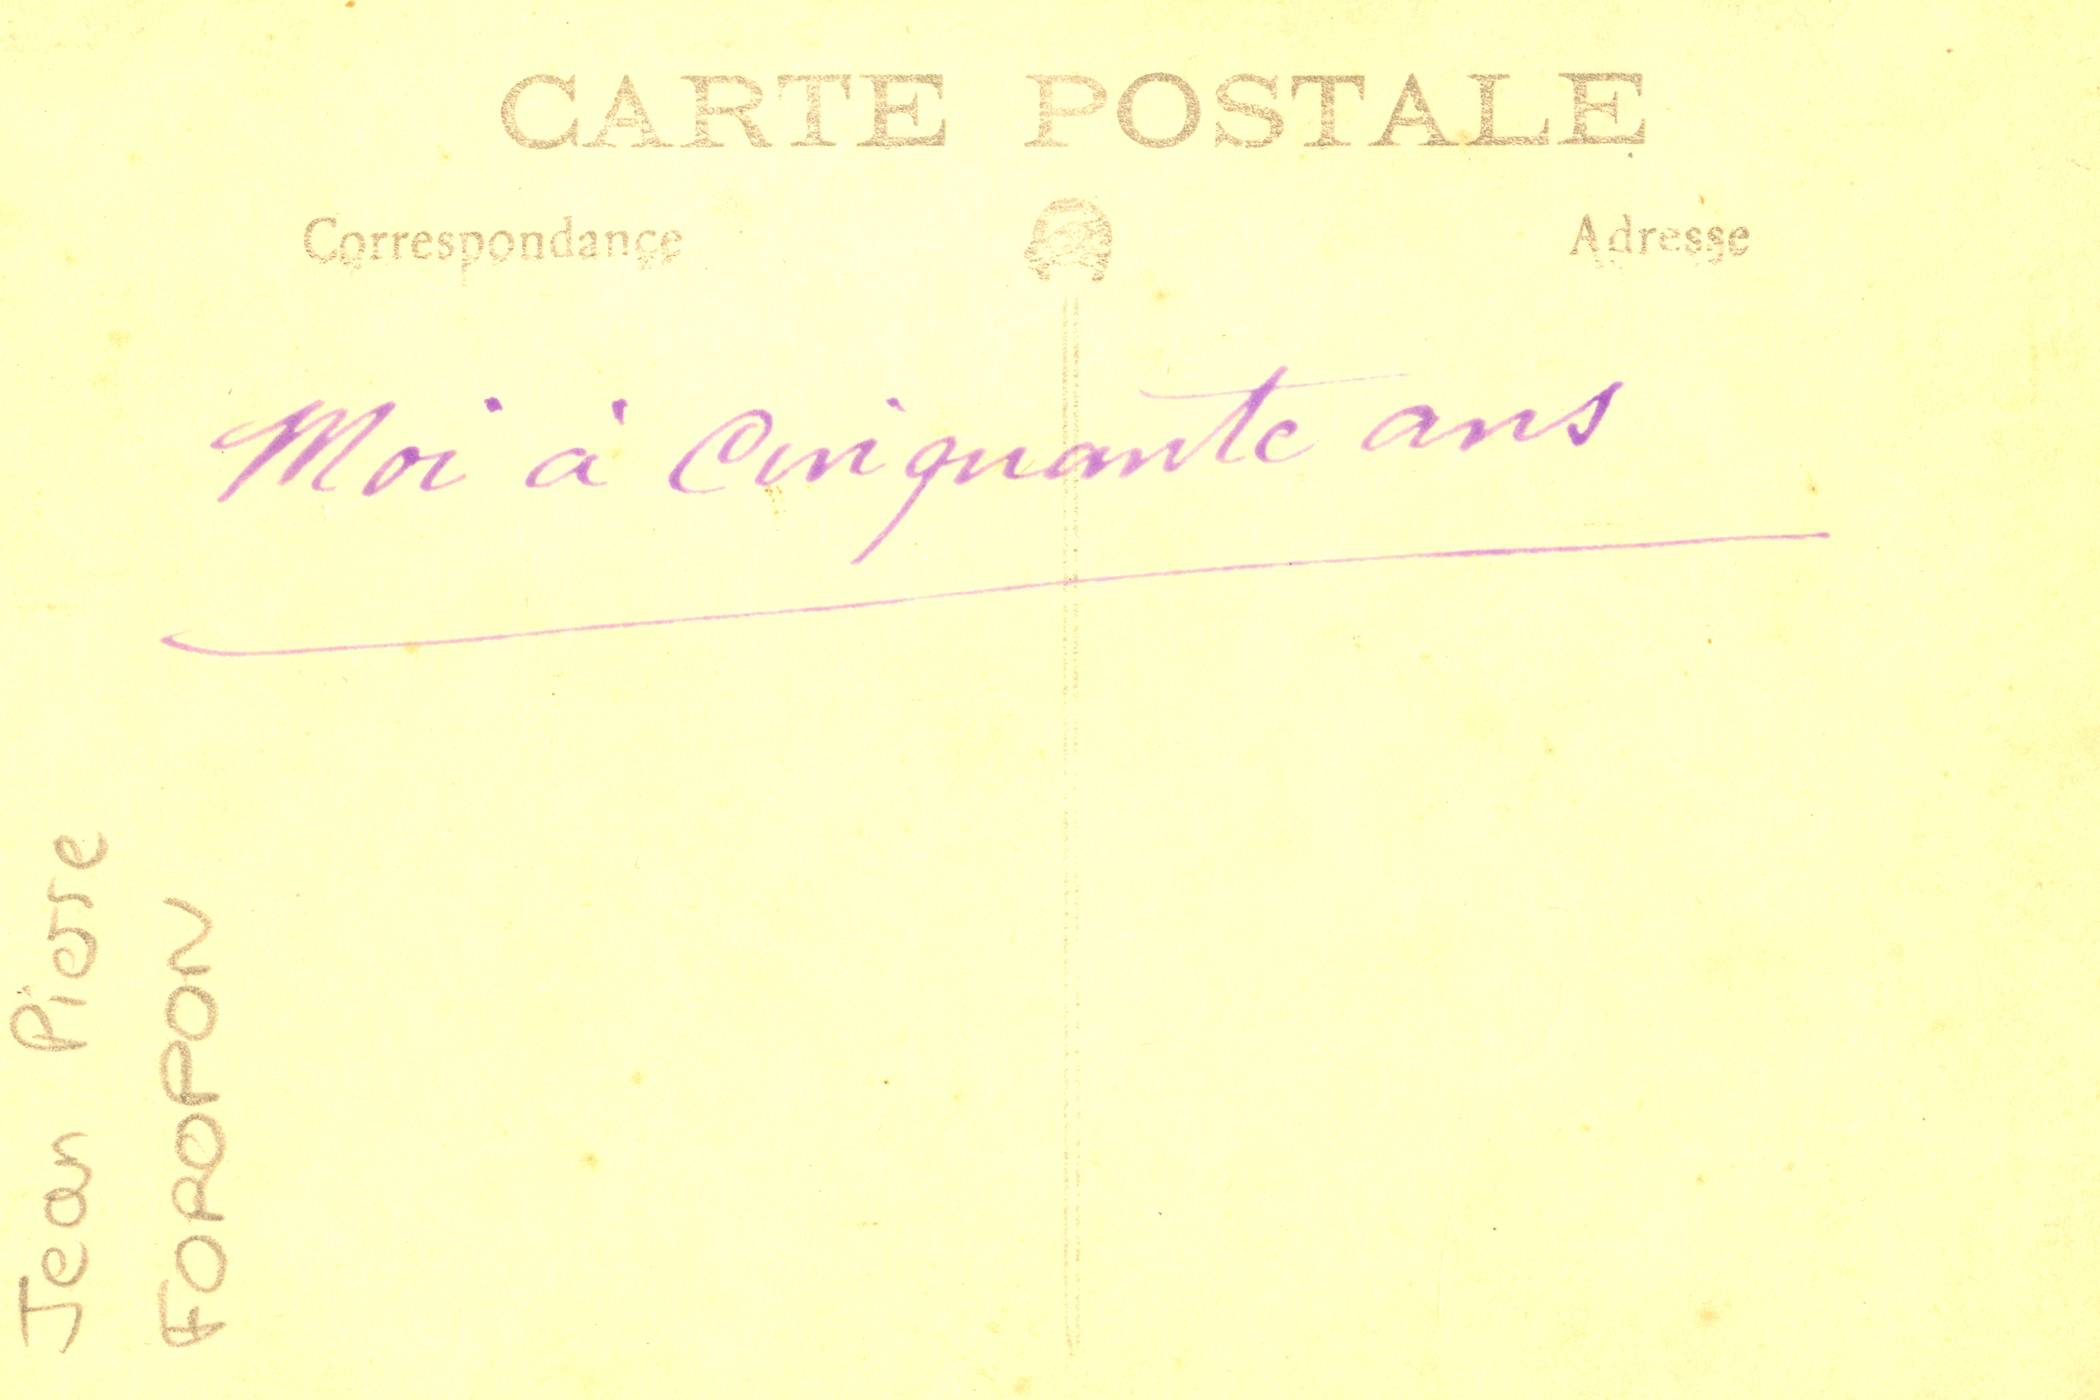 CARTE POSTALE
Correspondance
Adresse
Moi à Cinquante ans
Jean Pierre
FOROPON